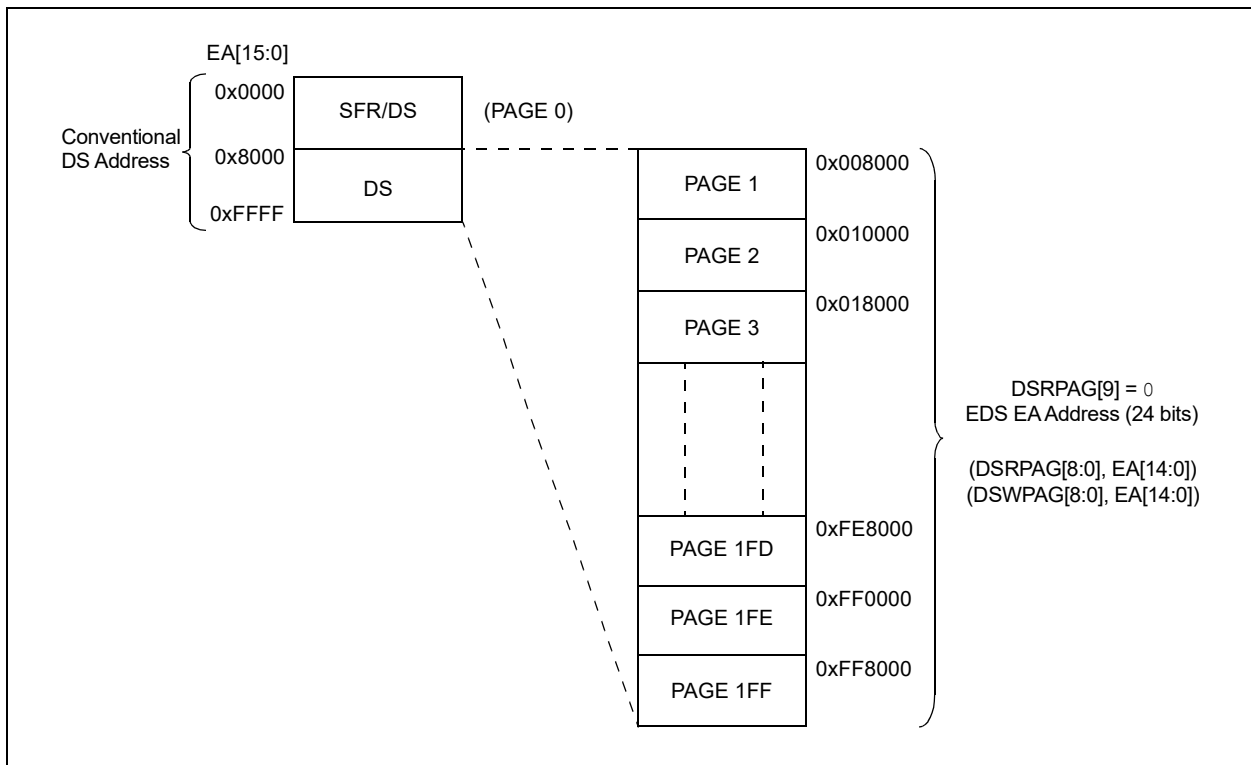 EA[15:0]
0x0000
SFR/DS
(PAGE 0)
Conventional
DS Address
0x8000
DS
0xFFFF
PAGE 1
0x008000
PAGE 2
0x010000
PAGE 3
0x018000
DSRPAG[9] = 0
EDS EA Address (24 bits)
(DSRPAG[8:0], EA[14:0])
(DSWPAG[8:0], EA[14:0])
PAGE 1FD
0xFE8000
PAGE 1FE
0xFF0000
PAGE 1FF
0xFF8000